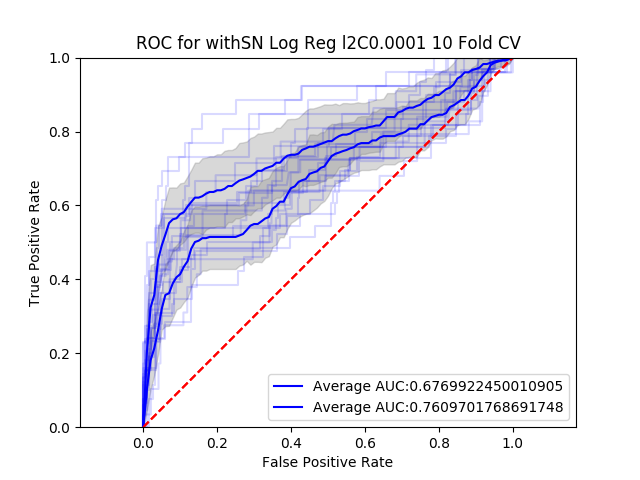 ROC for withSN Log Reg l2C0.0001 10 Fold CV
1.0
0.8
0.6
0.4
0.2
0.0
True Positive Rate
Average AUC:0.6769922450010905
Average AUC:0.7609701768691748
0.0 0.2 0.4 0.6 0.8 1.0
False Positive Rate